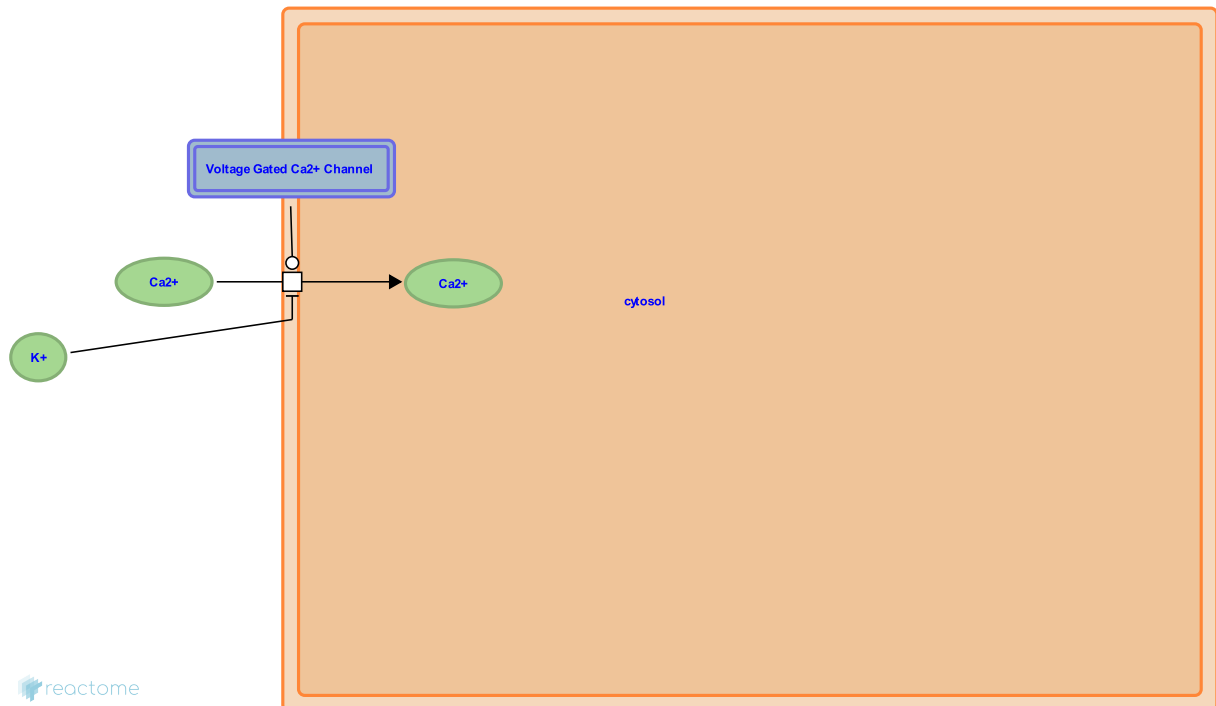 Voltage Gated Ca2+ Channel
Ca2+
Ca2+
cytosol
K+
reactome